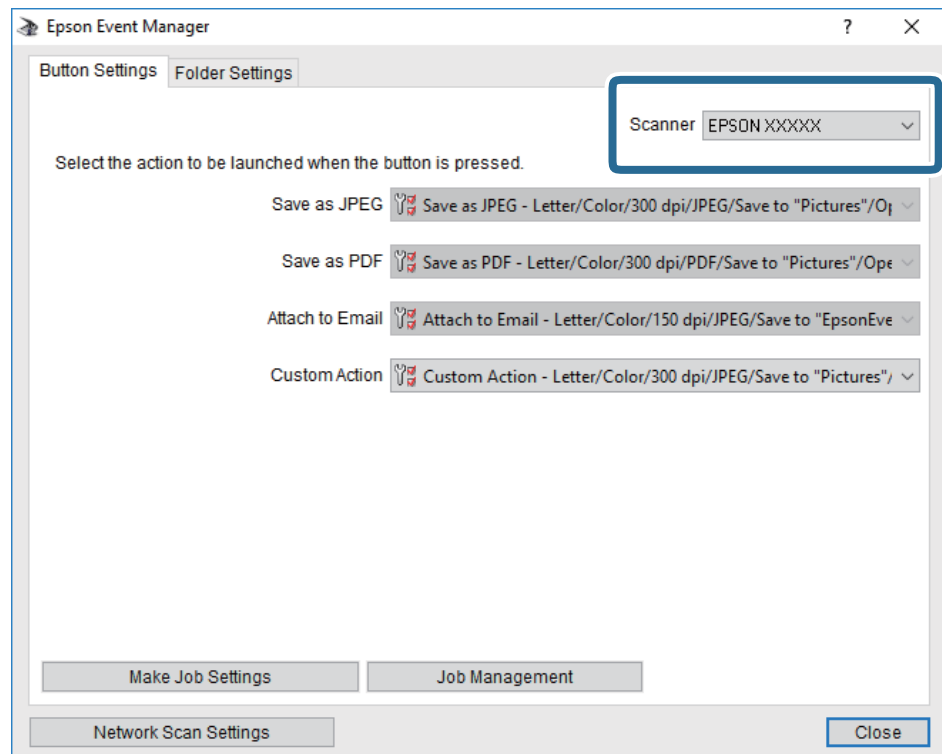 Epson Event Manager
Button Settings
Folder Settings
Scanner EPSON XXXXX
Select the action to be launched when the button is pressed.
Save as JPEG Save as JPEG - Letter/Color/300 dpi/JPEG/Save to "Pictures"/Op
Save as PDF Save as PDF - Letter/Color/300 dpi/PDF/Save to "Pictures"/Ope
Attach to Email Attach to Email - Letter/Color/150 dpi/JPEG/Save to "EpsonEve
Custom Action Custom Action - Letter/Color/300 dpi/JPEG/Save to "Pictures"/
Make Job Settings
Job Management
Network Scan Settings
Close